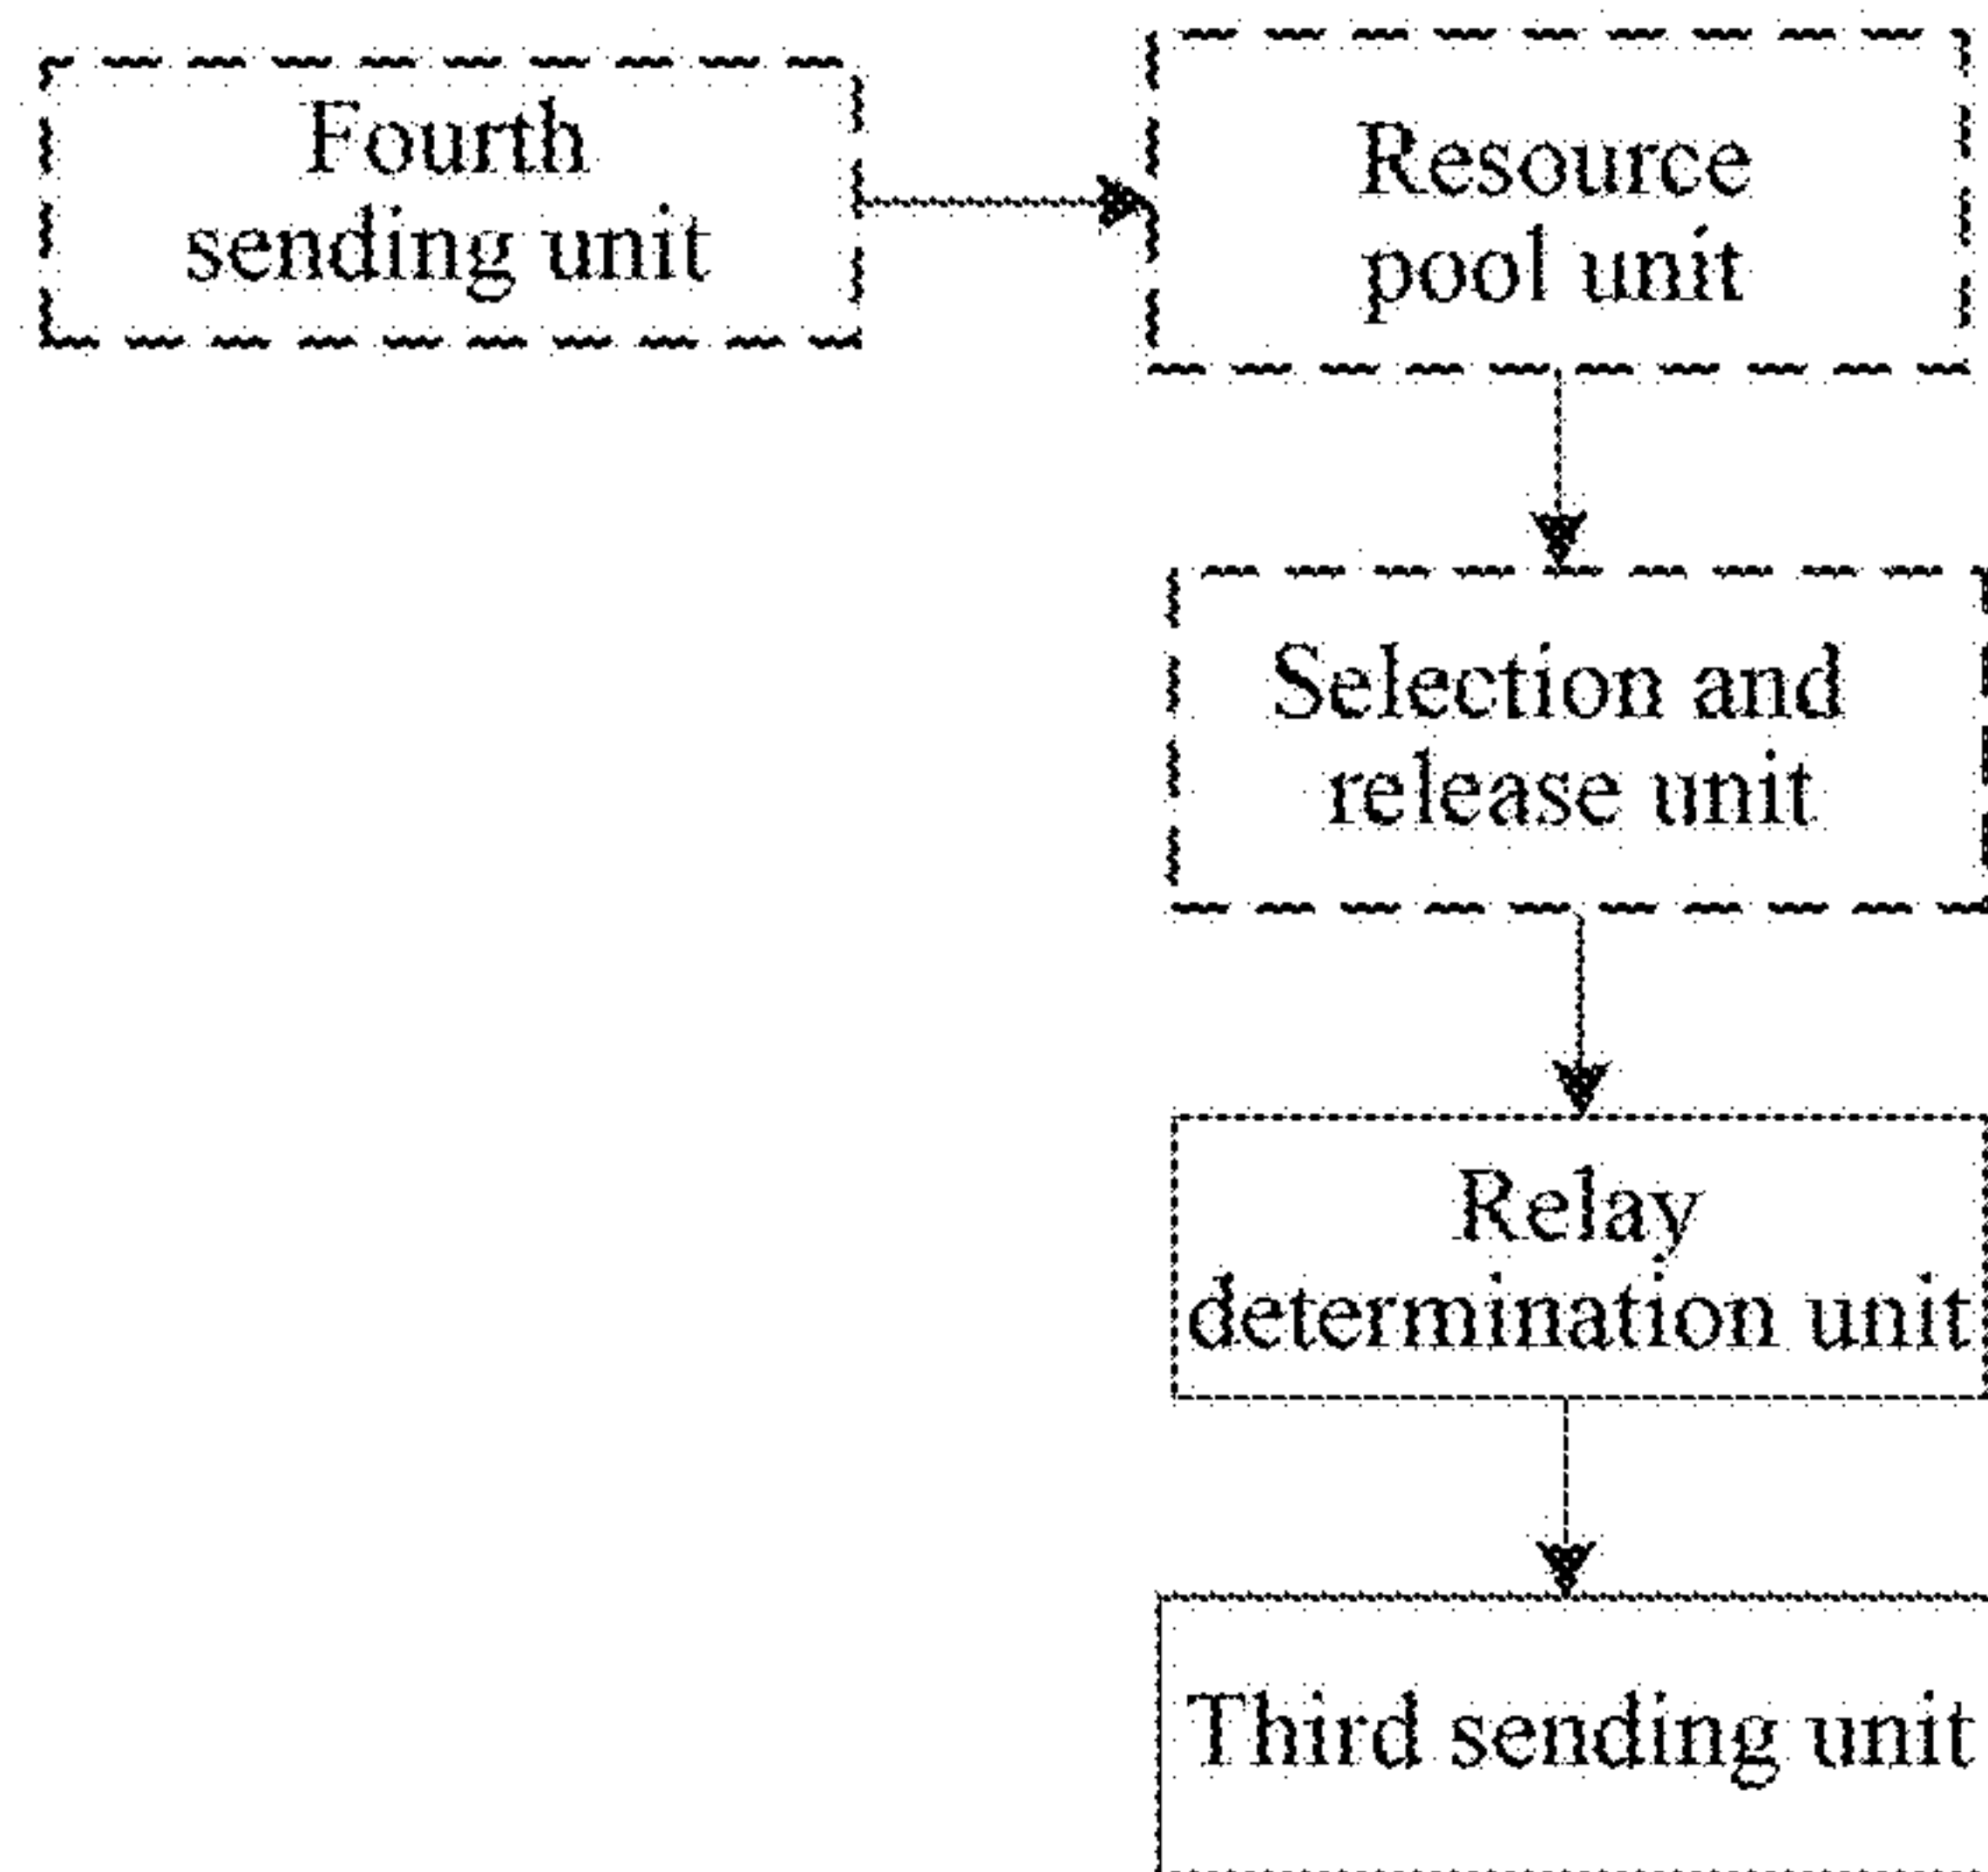 Fourth
sending unit
Resource
pool unit
Selection and
release unit
Relay
determination unit
Third sending unit